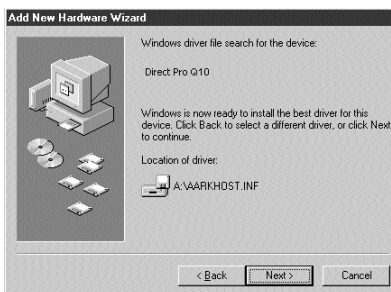 Add New Hardware Wizard
Windows driver file search for the device:
Direct Pro Q10
Windows is now ready to install the best driver for this
device. Click Back to select a different driver, or click Next
to continue.
Location of driver:
A:\AARKHOST.INF
< Back
Next >
Cancel